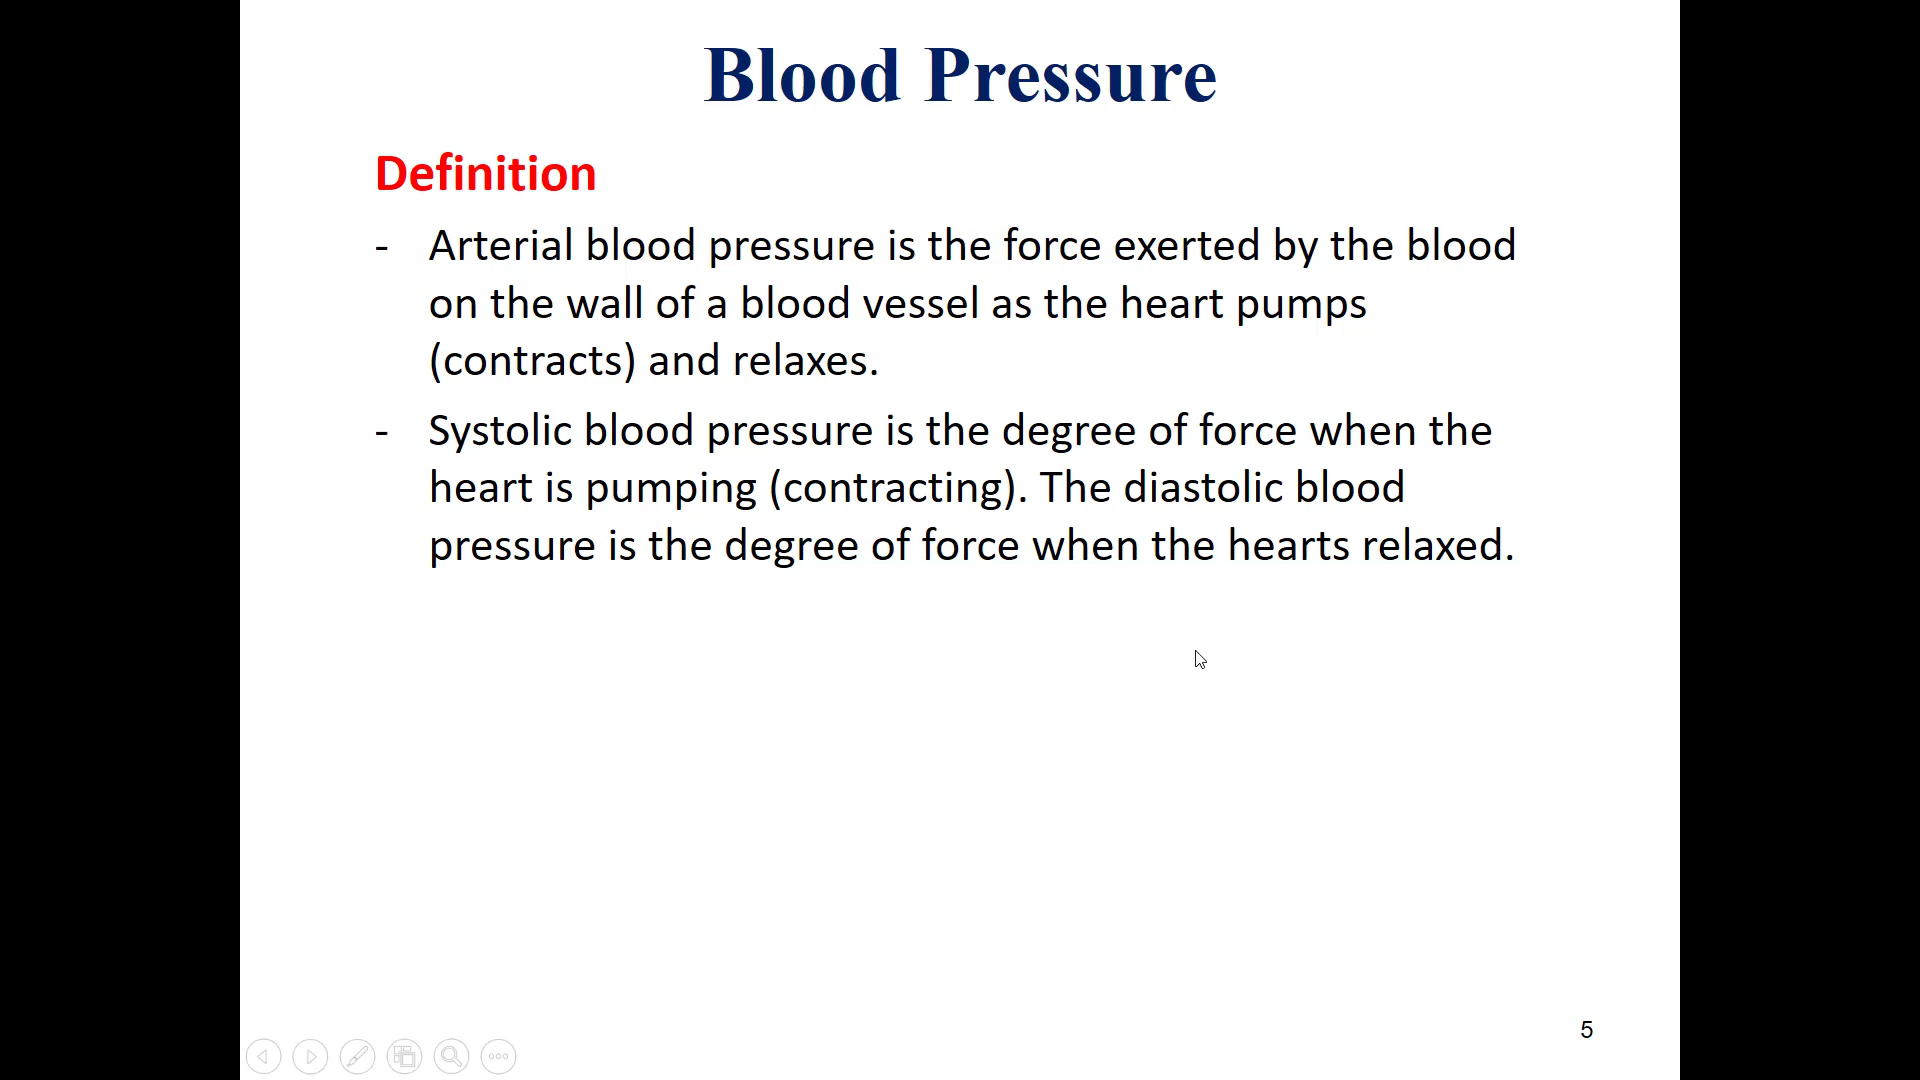 Blood Pressure
Definition
- Arterial blood pressure is the force exerted by the blood
on the wall of a blood vessel as the heart pumps
(contracts) and relaxes.
- Systolic blood pressure is the degree of force when the
heart is pumping (contracting). The diastolic blood
pressure is the degree of force when the hearts relaxed.
5